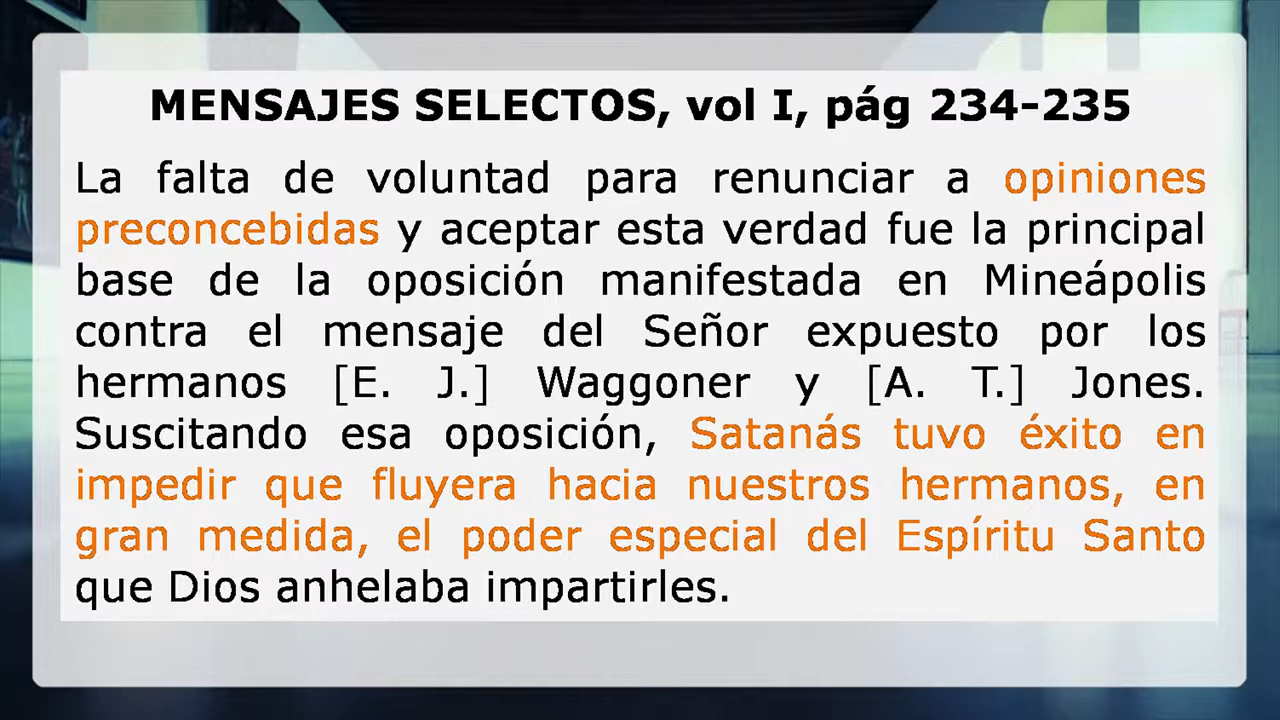 MENSAJES SELECTOS, vol I, pág 234-235
La falta de voluntad para renunciar a opiniones
preconcebidas y aceptar esta verdad fue la principal
base de la oposición manifestada en Mineápolis
contra el mensaje del Señor expuesto por los
hermanos [E. J.] Waggoner y [A. T.] Jones.
Suscitando esa oposición, Satanás tuvo éxito en
impedir que fluyera hacia nuestros hermanos, en
gran medida, el poder especial del Espíritu Santo
que Dios anhelaba impartirles.